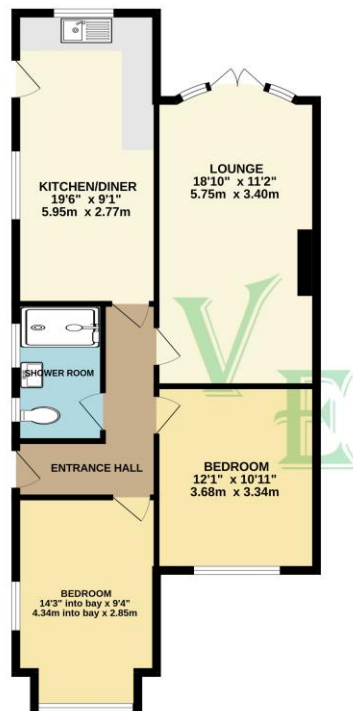 KITCHEN/DINER
19'6" x 9'1"
5.95m x 2.77m
LOUNGE
18'10" x 11'2"
5.75m x 3.40m
SHOWER ROOM
ENTRANCE HALL
BEDROOM
12'1" x 10'11"
3.68m x 3.34m
BEDROOM
14'3" into bay x 9'4"
4.34m into bay x 2.85m
VE